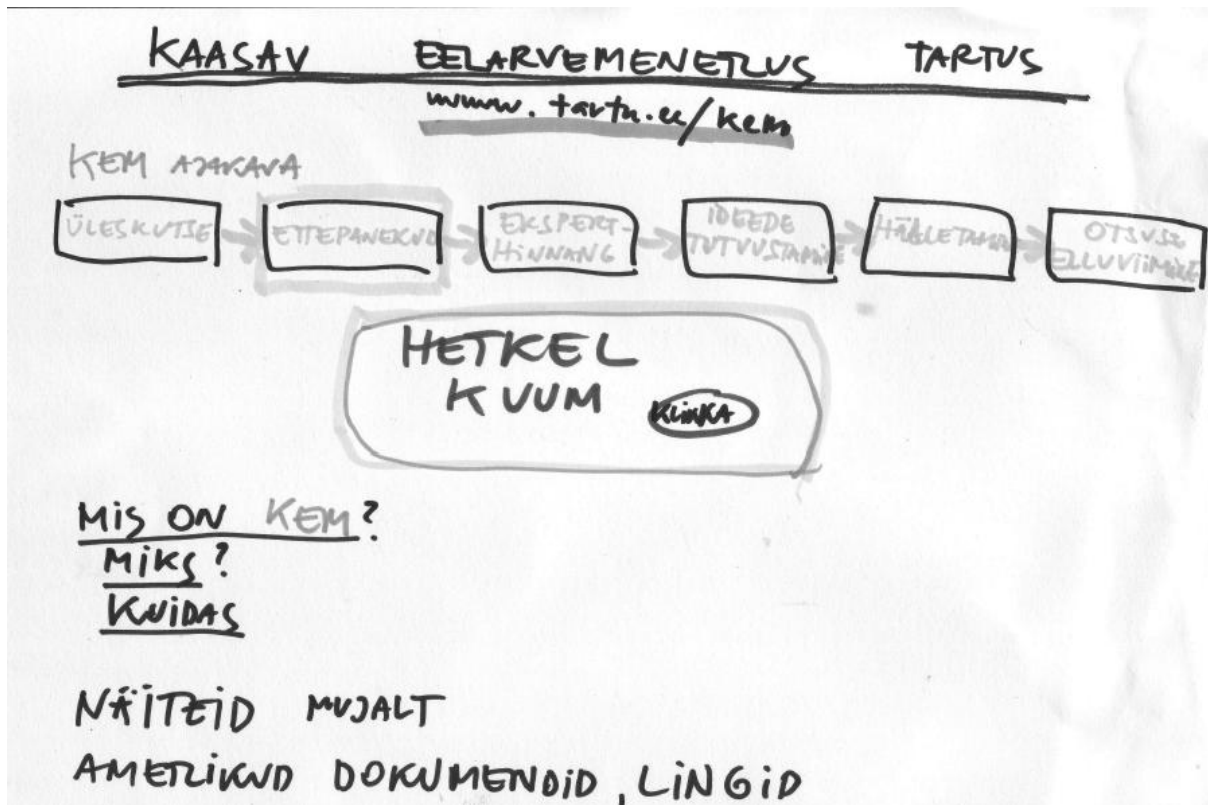 KAASAV EELARVEMENETLUS TARTUS
www.tartu.ee/kem
KEM AJAKAVA
ÜLESKUTSE ETTEPANEKUD EKSPERT-HINNANG IDEEDE TUTVUSTAMINE HÄÄLETAMINE OTSUSE ELLUVIIMINE
HETKEL
KUUM KLIKKA
MIS ON KEM?
MIKS?
KUIDAS
NÄITEID MUJALT
AMETLIKUD DOKUMENDID, LINGID